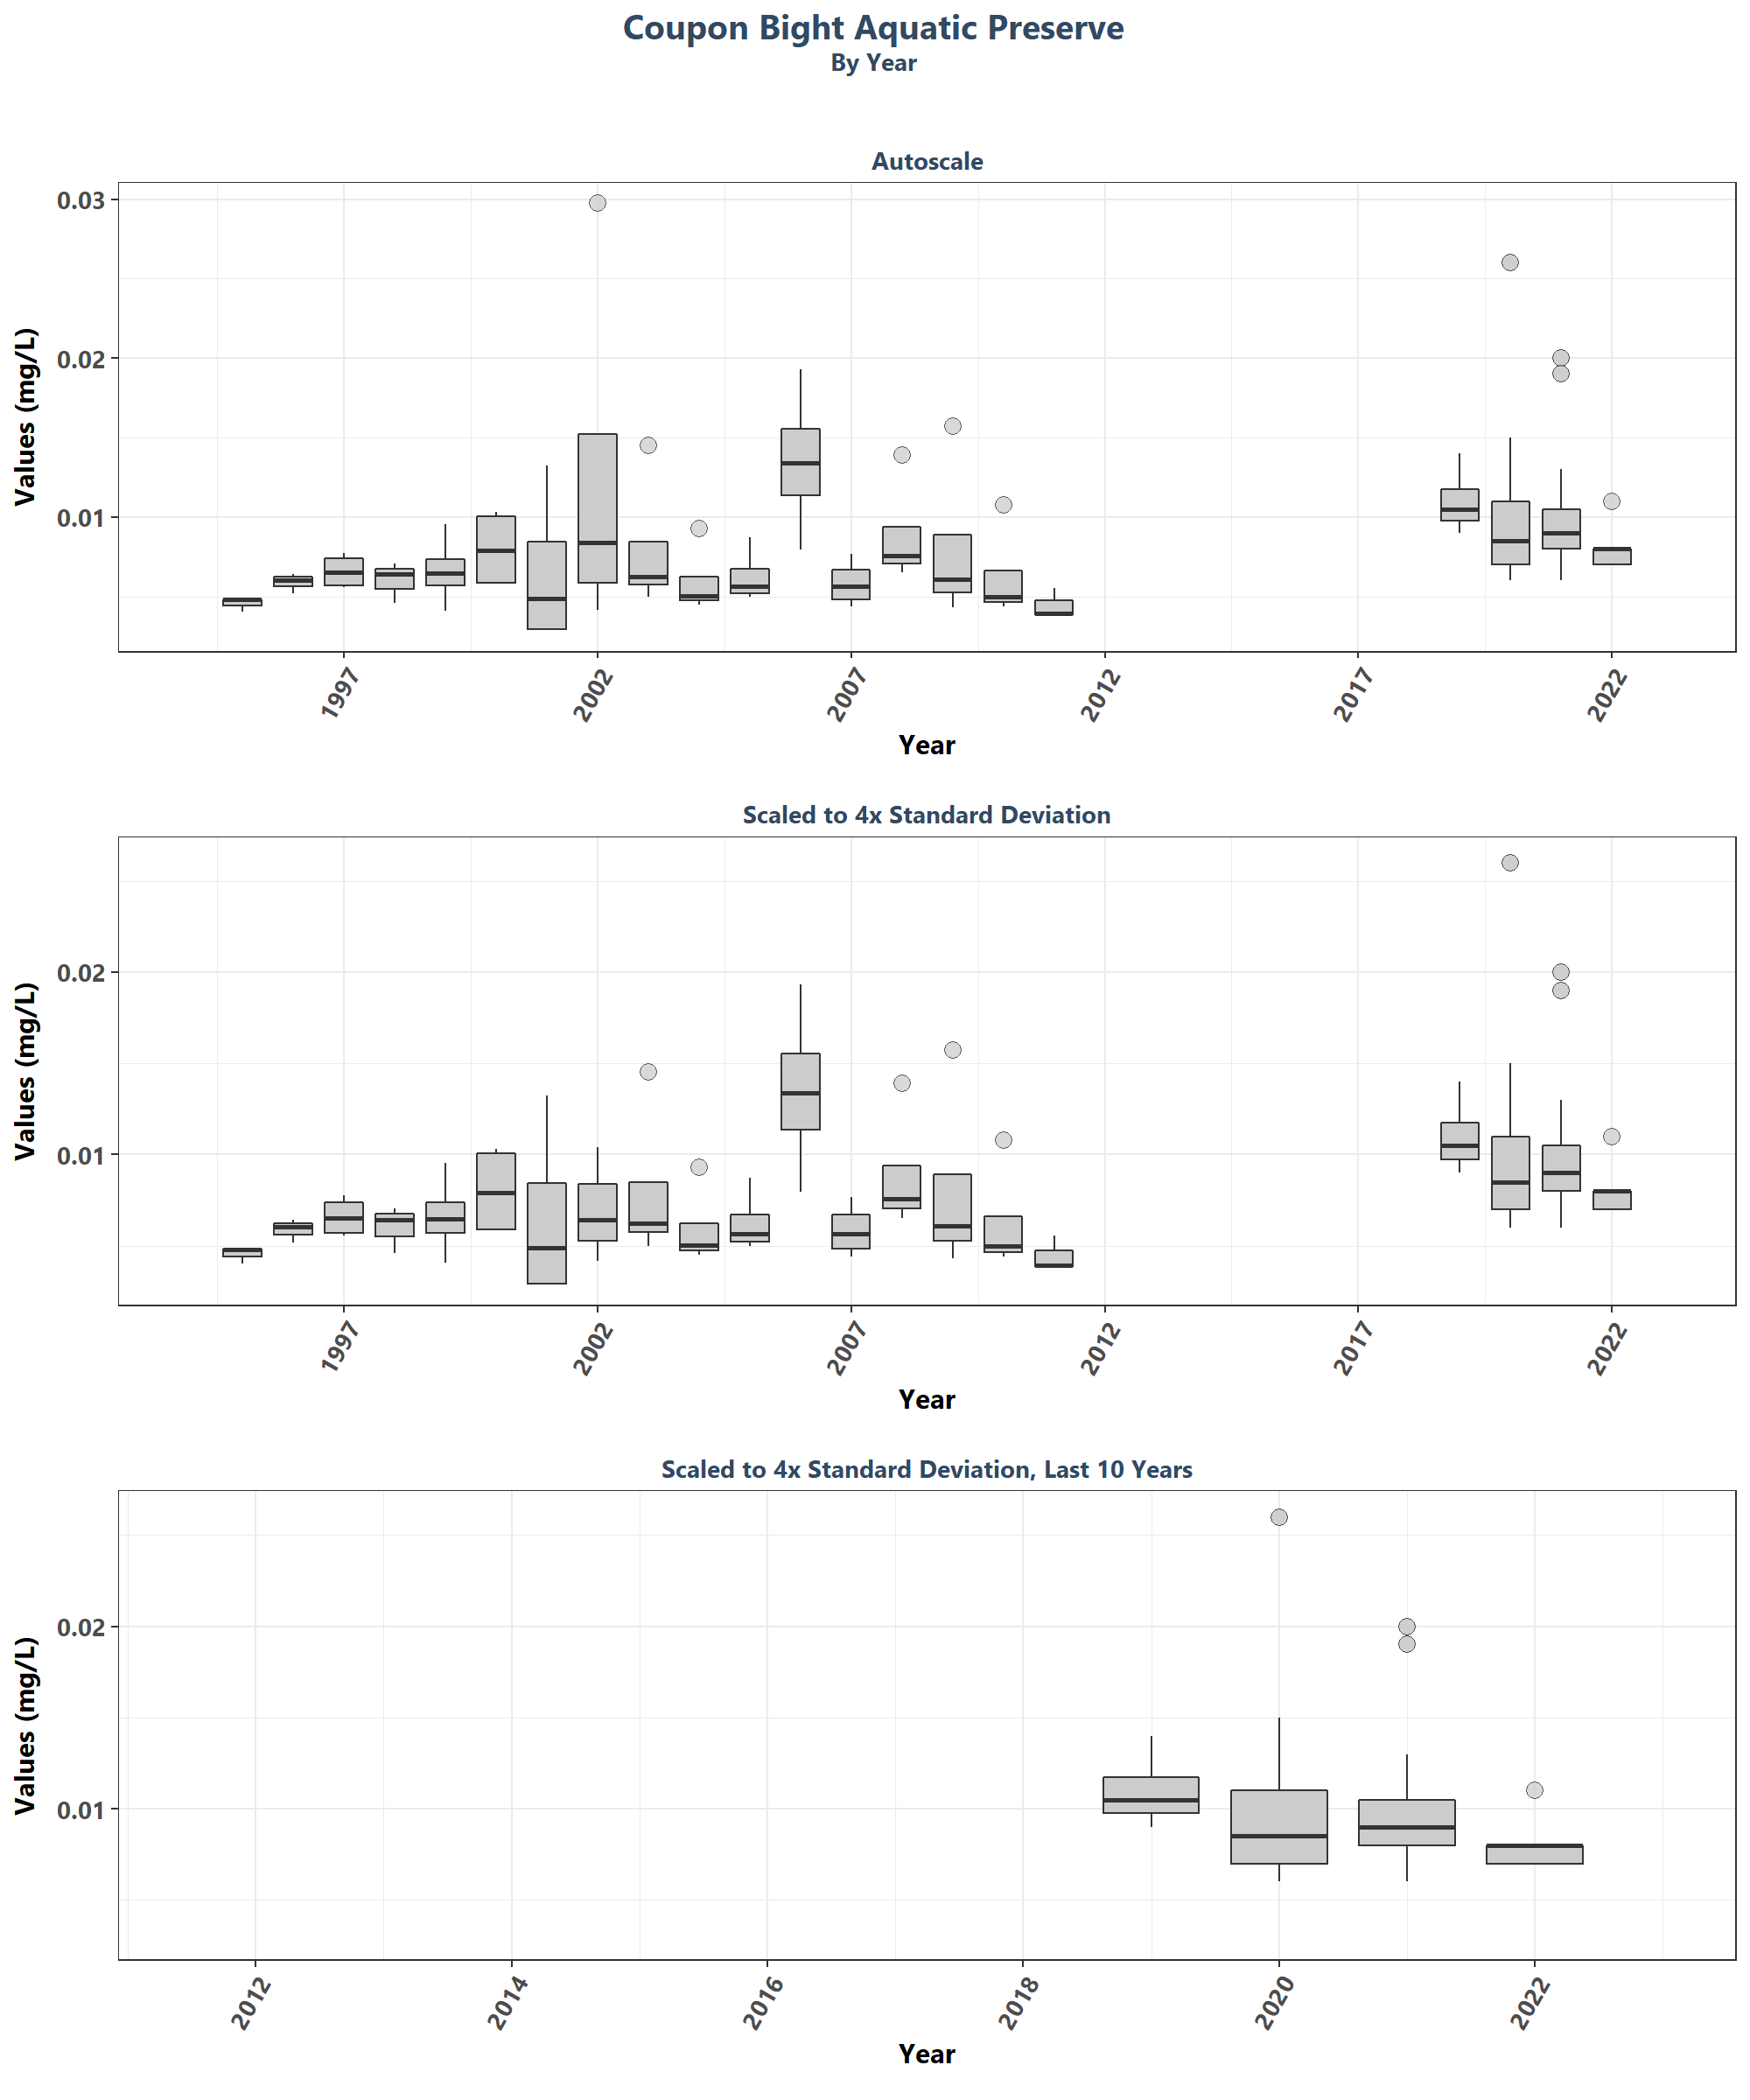 Coupon Bight Aquatic Preserve
By Year
Autoscale
Values (mg/L)
0.03
0.02
0.01
1997
2002
2007
2012
2017
2022
Year
Scaled to 4x Standard Deviation
Values (mg/L)
0.02
0.01
1997
2002
2007
2012
2017
2022
Year
Scaled to 4x Standard Deviation, Last 10 Years
Values (mg/L)
0.02
0.01
2012
2014
2016
2018
2020
2022
Year